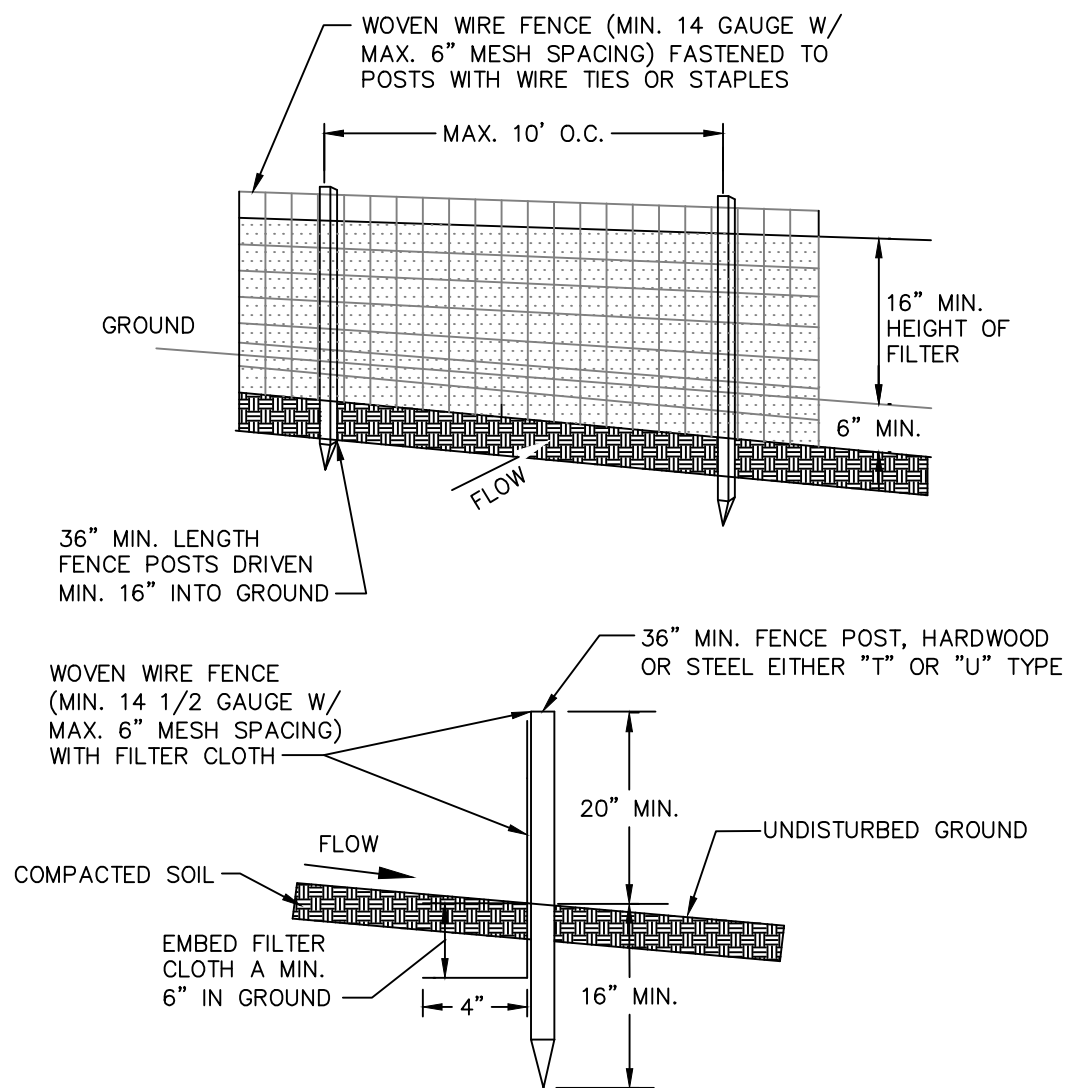 WOVEN WIRE FENCE (MIN. 14 GAUGE W/
MAX. 6” MESH SPACING) FASTENED TO
POSTS WITH WIRE TIES OR STAPLES
MAX. 10’ O.C.
16” MIN.
HEIGHT OF
FILTER
GROUND
6” MIN.
FLOW
36” MIN. LENGTH
FENCE POSTS DRIVEN
MIN. 16” INTO GROUND
36” MIN. FENCE POST, HARDWOOD
OR STEEL EITHER ”T” OR ”U” TYPE
WOVEN WIRE FENCE
(MIN. 14 1/2 GAUGE W/
MAX. 6” MESH SPACING)
WITH FILTER CLOTH
20” MIN.
UNDISTURBED GROUND
FLOW
COMPACTED SOIL
EMBED FILTER
CLOTH A MIN.
6” IN GROUND
4”
16” MIN.